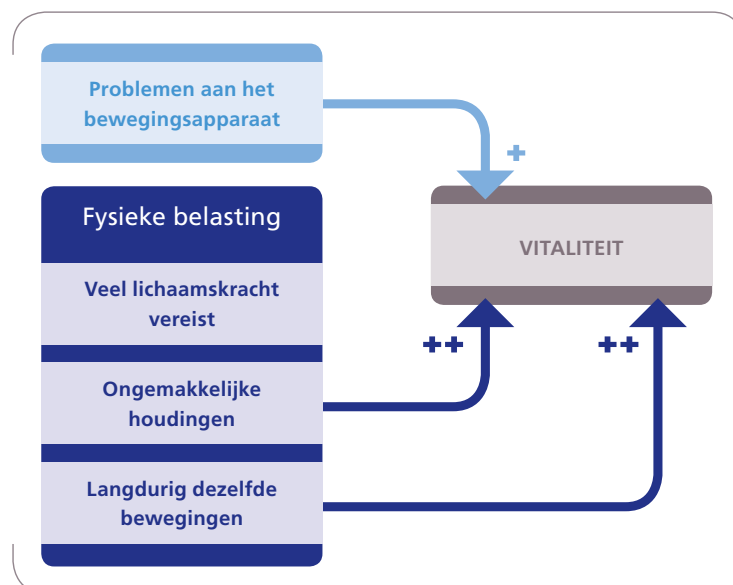 Problemen aan het
bewegingsapparaat
+
Fysieke belasting
VITALITEIT
Veel lichaamskracht
vereist
++
++
Ongemakkelijke
houdingen
Langdurig dezelfde
bewegingen